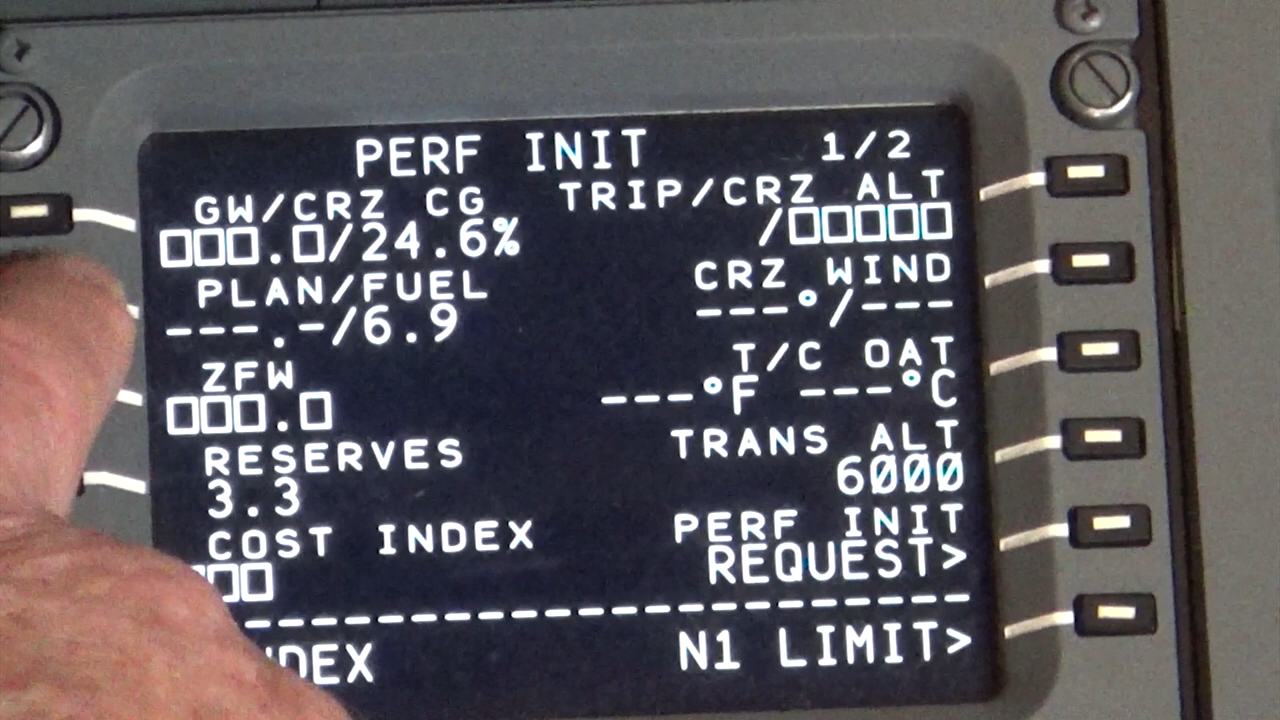 PERF INIT 1/2
GW/CRZ CG TRIP/CRZ ALT
□□□.□/24.6% /□□□□□
PLAN/FUEL CRZ WIND
---.-/6.9 ---°/---
ZFW T/C OAT
□□□.□ ---°F ---°C
RESERVES TRANS ALT
3.3 6000
COST INDEX PERF INIT
□□□ REQUEST>
------------------------
N1 LIMIT>